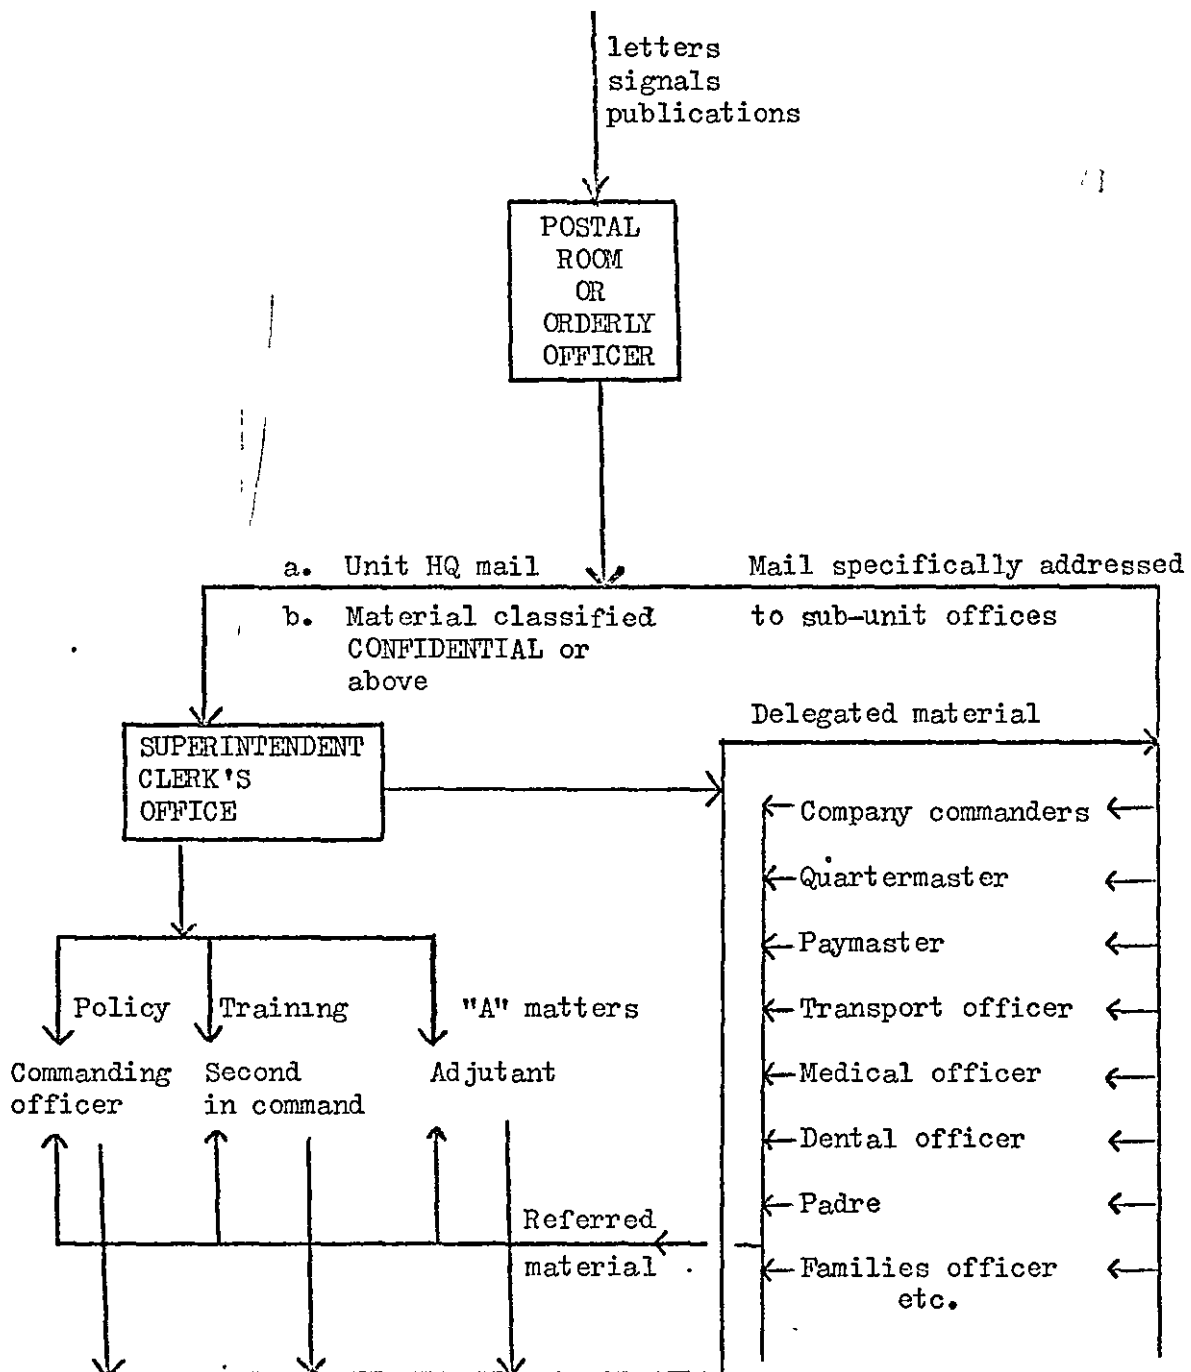 letters
signals
publications
POSTAL
ROOM
OR
ORDERLY
OFFICER
a. Unit HQ mail
b. Material classified
CONFIDENTIAL or
above
Mail specifically addressed
to sub-unit offices
SUPERINTENDENT
CLERK'S
OFFICE
Delegated material
Company commanders
Quartermaster
Paymaster
Transport officer
Medical officer
Dental officer
Padre
Families officer
etc.
Policy
Training
"A" matters
Commanding
officer
Second
in command
Adjutant
Referred
material